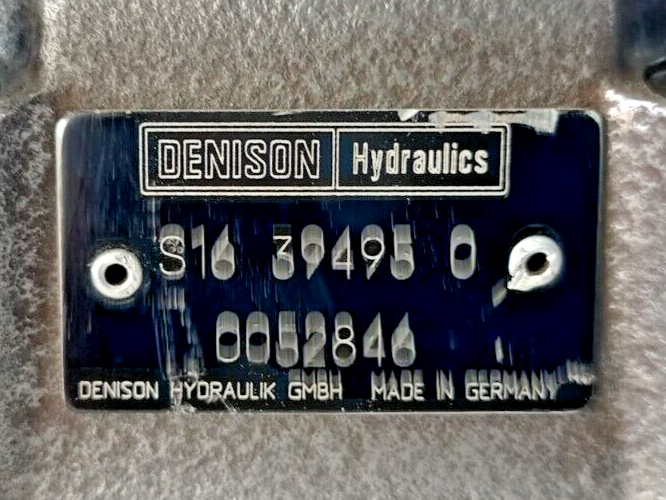 DENISON Hydraulics
S16 39495 0
0052846
DENISON HYDRAULIK GMBH MADE IN GERMANY